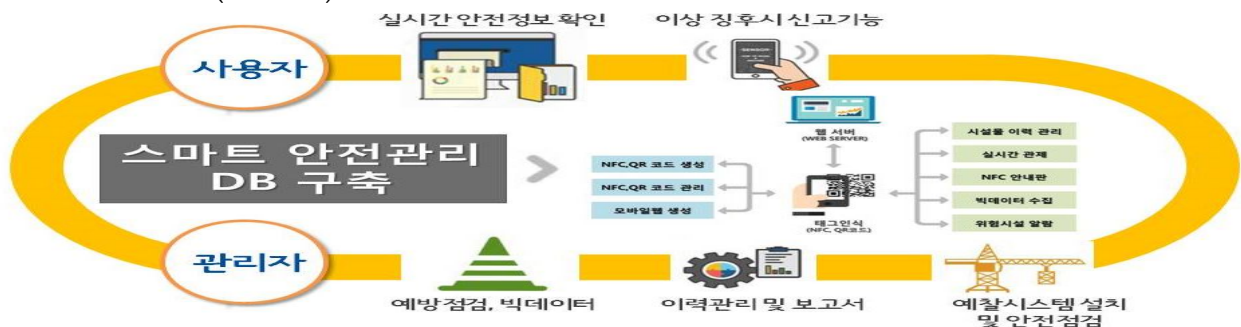 실시간 안전정보 확인
이상 징후시 신고기능
사용자
SENSOR
웹 서버
(WEB SERVER)
스마트 안전관리
DB 구축
NFC,QR 코드 생성
NFC,QR 코드 관리
모바일웹 생성
태그인식
(NFC, QR코드)
시설물 이력 관리
실시간 관제
NFC 안내판
빅데이터 수집
위험시설 알람
관리자
예방점검, 빅데이터
이력관리 및 보고서
예찰시스템 설치
및 안전점검